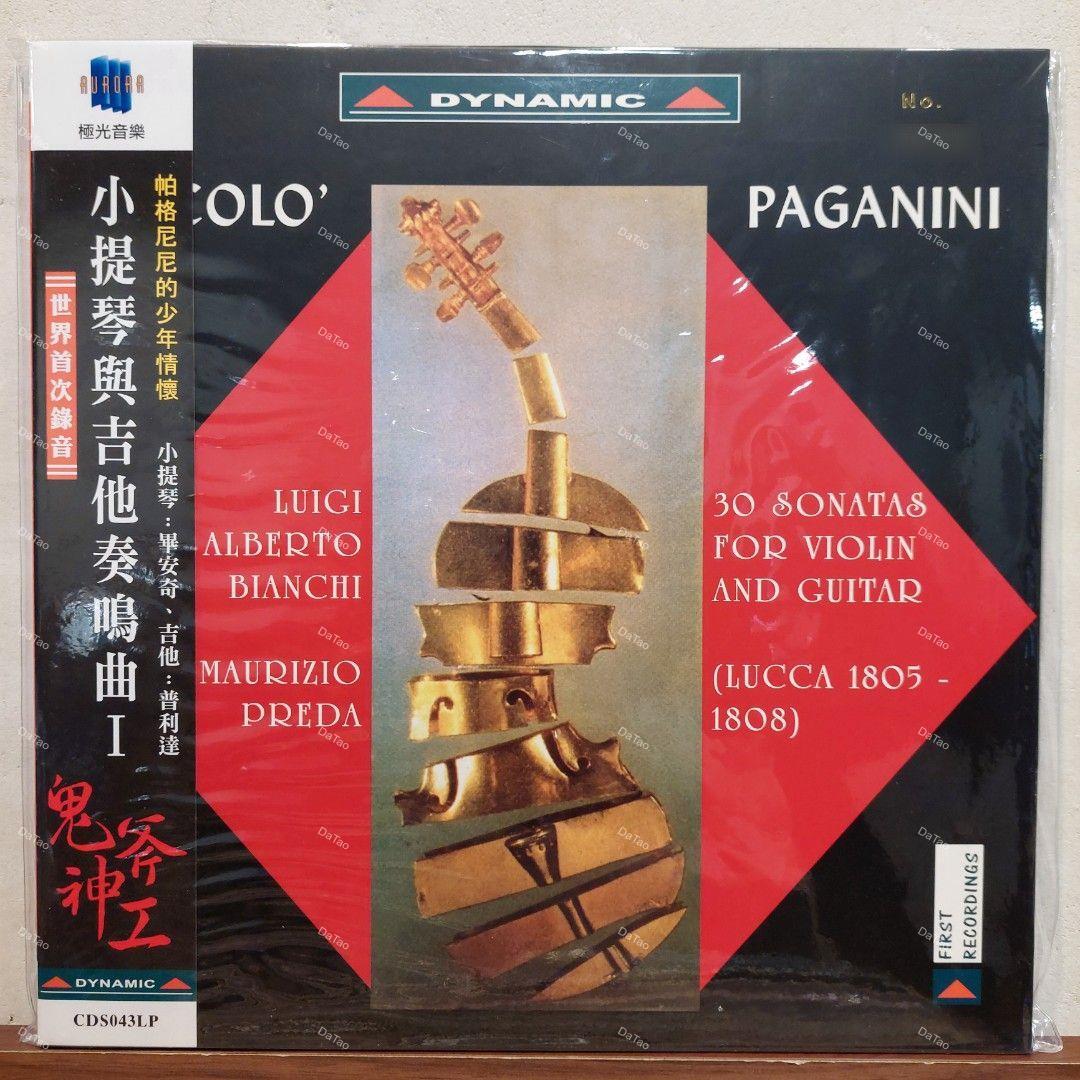 AURORA
極光音樂
帕格尼尼的少年情懷
小提琴：畢安奇、吉他：普利達
小提琴與吉他奏鳴曲 I
世界首次錄音
鬼斧神工
DYNAMIC
CDS043LP
DYNAMIC
No.
COLO’
PAGANINI
LUIGI
ALBERTO
BIANCHI
MAURIZIO
PREDA
30 SONATAS
FOR VIOLIN
AND GUITAR
(LUCCA 1805 -
1808)
FIRST
RECORDINGS
DaTao